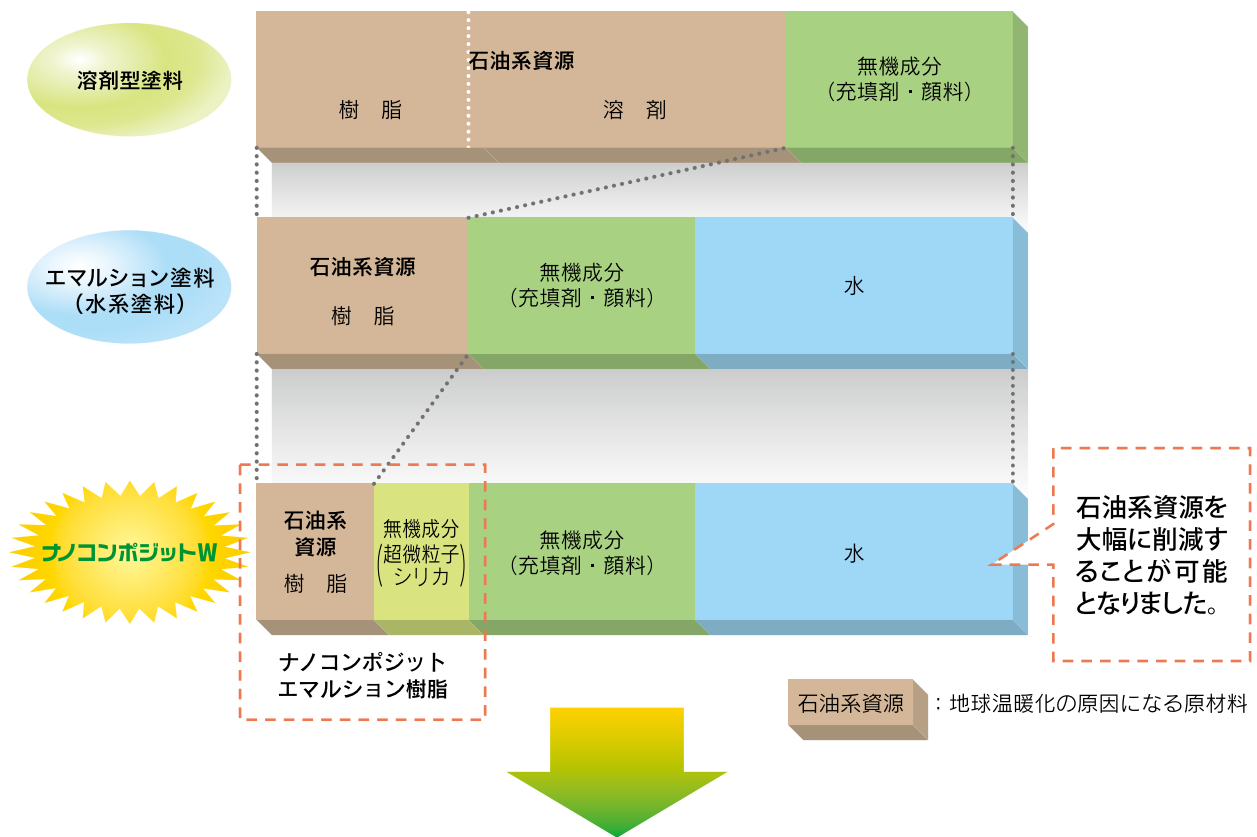 溶剤型塗料
石油系資源
樹　脂
溶　剤
無機成分
（充填剤・顔料）
エマルション塗料
（水系塗料）
石油系資源
樹　脂
無機成分
（充填剤・顔料）
水
ナノコンポジットW
石油系
資源
樹　脂
無機成分
(超微粒子
シリカ)
無機成分
（充填剤・顔料）
水
石油系資源を
大幅に削減す
ることが可能
となりました。
ナノコンポジット
エマルション樹脂
石油系資源：地球温暖化の原因になる原材料